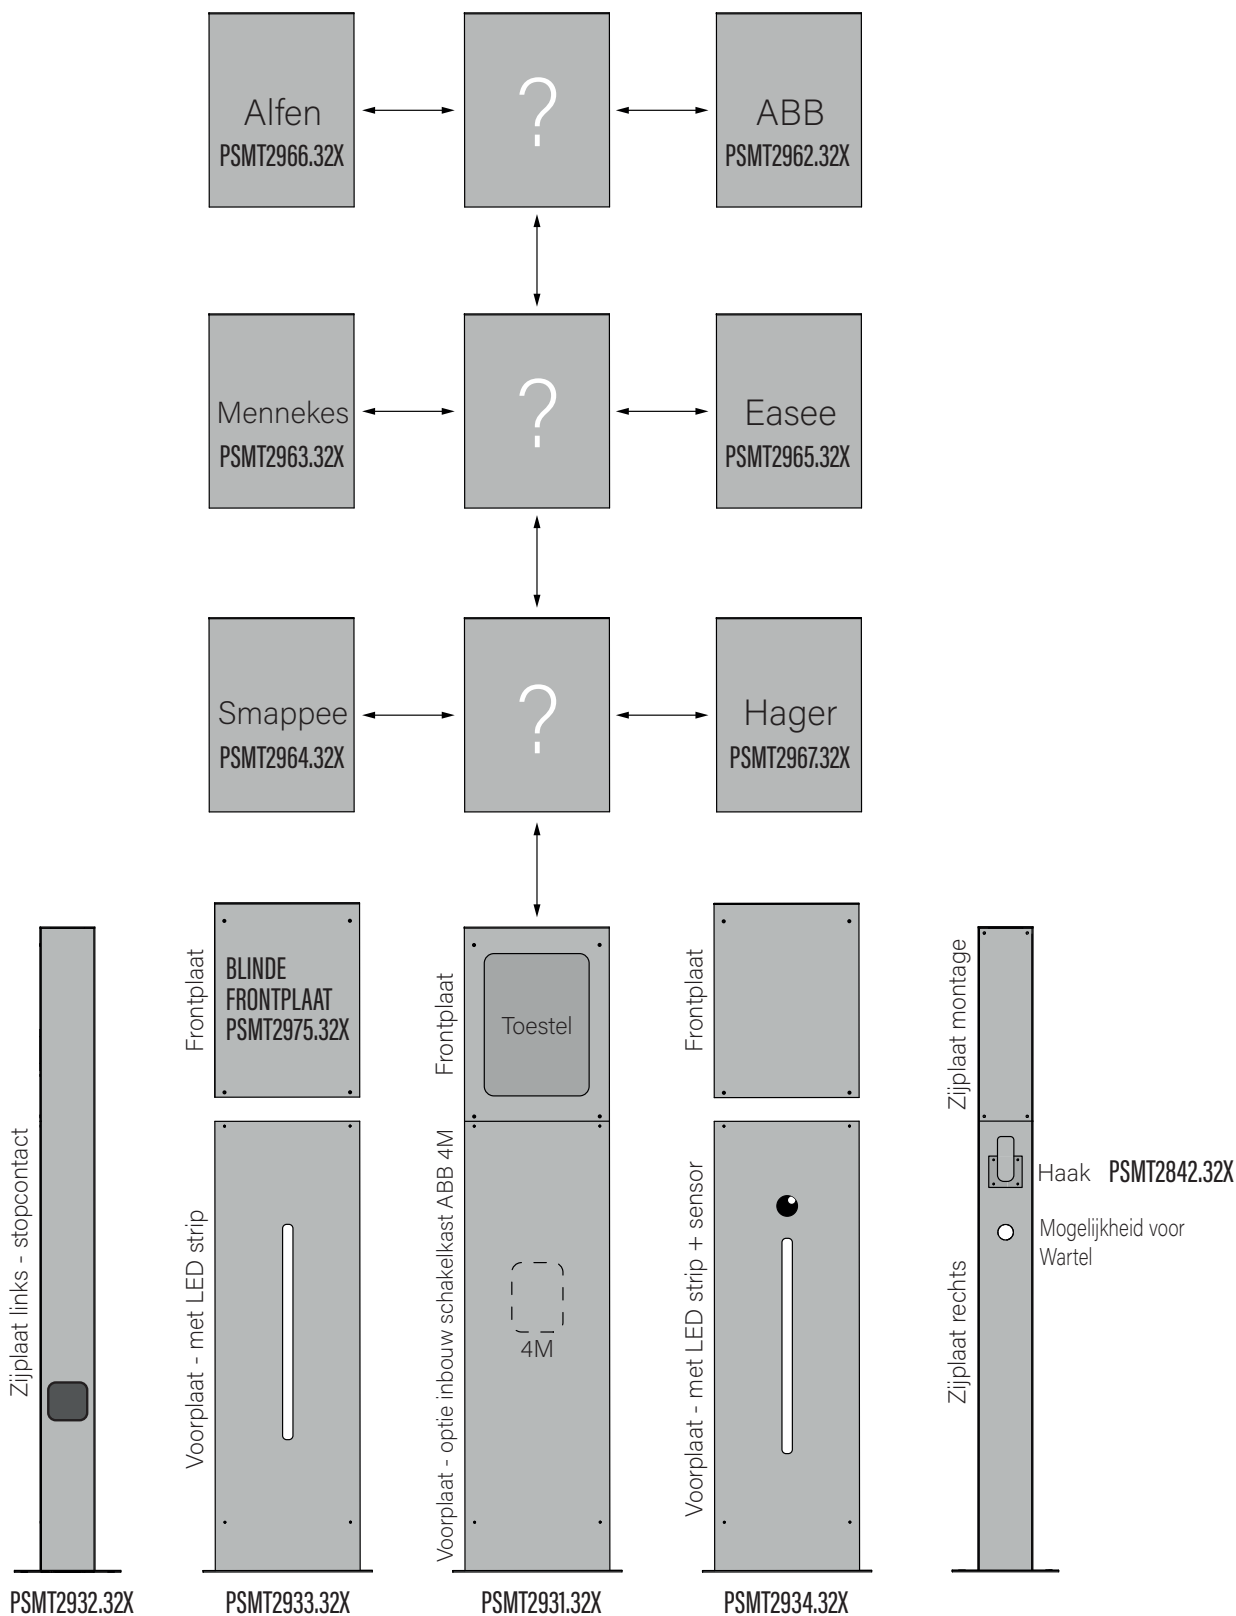 Alfen
PSMT2966.32X
?
ABB
PSMT2962.32X
Mennekes
PSMT2963.32X
?
Easee
PSMT2965.32X
Smappee
PSMT2964.32X
?
Hager
PSMT2967.32X
Zijplaat links - stopcontact
PSMT2932.32X
Frontplaat
BLINDE
FRONTPLAAT
PSMT2975.32X
Voorplaat - met LED strip
PSMT2933.32X
Frontplaat
Toestel
Voorplaat - optie inbouw schakelkast ABB 4M
4M
PSMT2931.32X
Frontplaat
Voorplaat - met LED strip + sensor
PSMT2934.32X
Zijplaat montage
Haak PSMT2842.32X
Mogelijkheid voor
Wartel
Zijplaat rechts